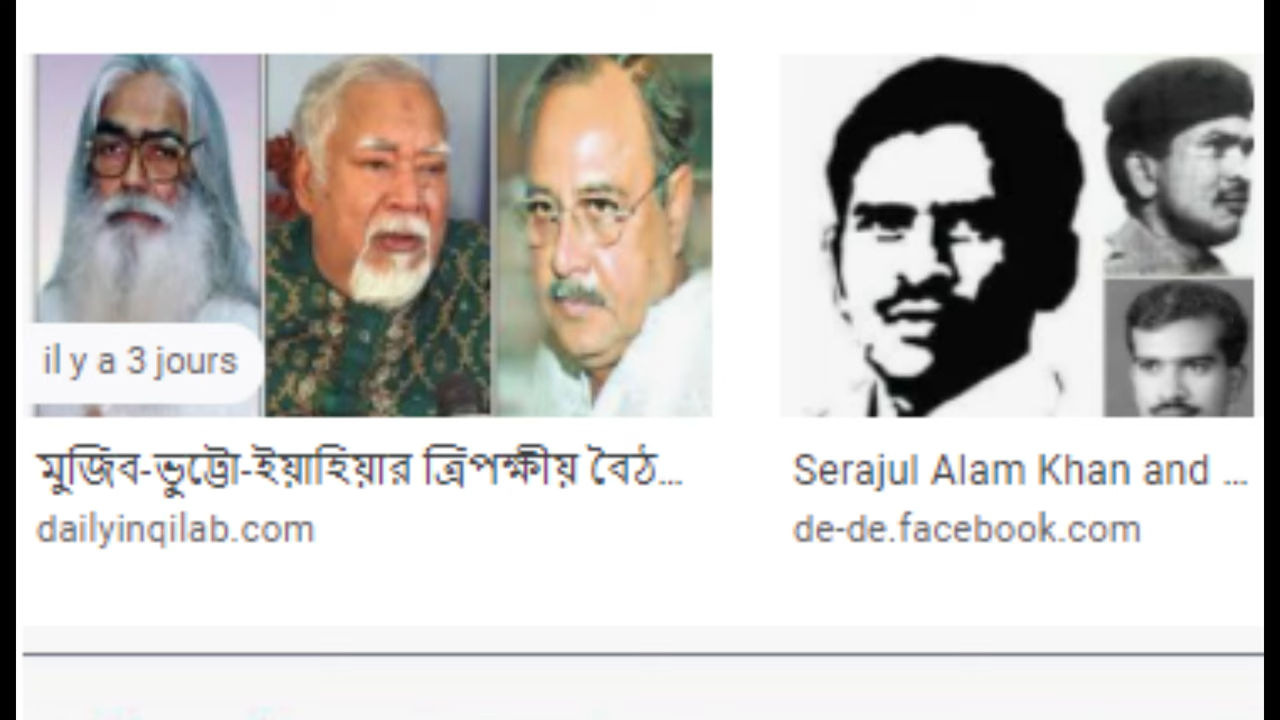 il y a 3 jours
মুজিব-ভুট্টো-ইয়াহিয়ার ত্রিপক্ষীয় বৈঠ...
dailyinqilab.com
Serajul Alam Khan and ...
de-de.facebook.com